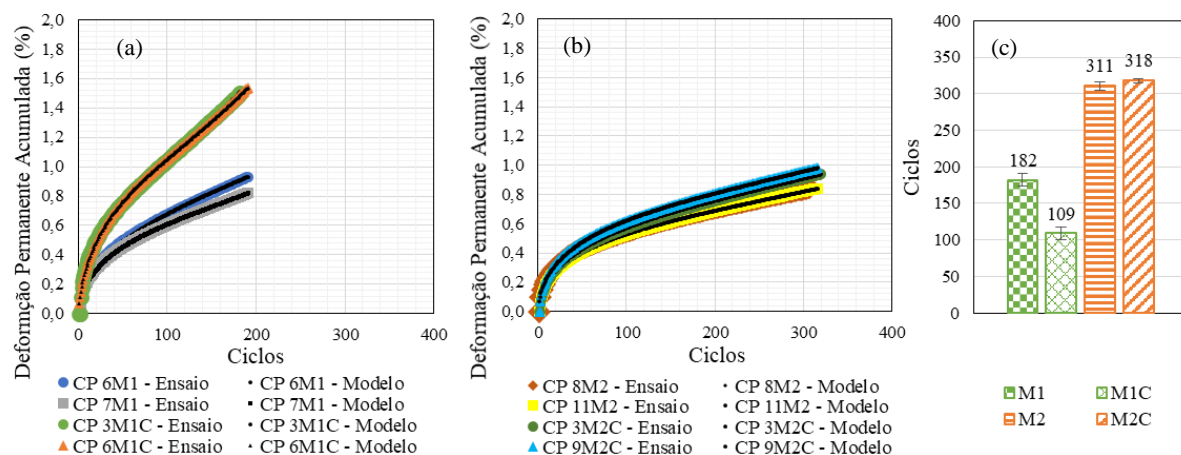 (a)
Deformção Permanente Acumulada (%)
2,0
1,8
1,6
1,4
1,2
1,0
0,8
0,6
0,4
0,2
0,0
0 100 200 300 400
Ciclos
CP 6M1 - Ensaio CP 6M1 - Modelo
CP 7M1 - Ensaio CP 7M1 - Modelo
CP 3M1C - Ensaio CP 3M1C - Modelo
CP 6M1C - Ensaio CP 6M1C - Modelo
(b)
Deformação Permanente Acumulada (%)
2,0
1,8
1,6
1,4
1,2
1,0
0,8
0,6
0,4
0,2
0,0
0 100 200 300 400
Ciclos
CP 8M2 - Ensaio CP 8M2 - Modelo
CP 11M2 - Ensaio CP 11M2 - Modelo
CP 3M2C - Ensaio CP 3M2C - Modelo
CP 9M2C - Ensaio CP 9M2C - Modelo
(c)
Ciclos
400
350
300
250
200
150
100
50
0
182
109
311
318
M1 M1C
M2 M2C